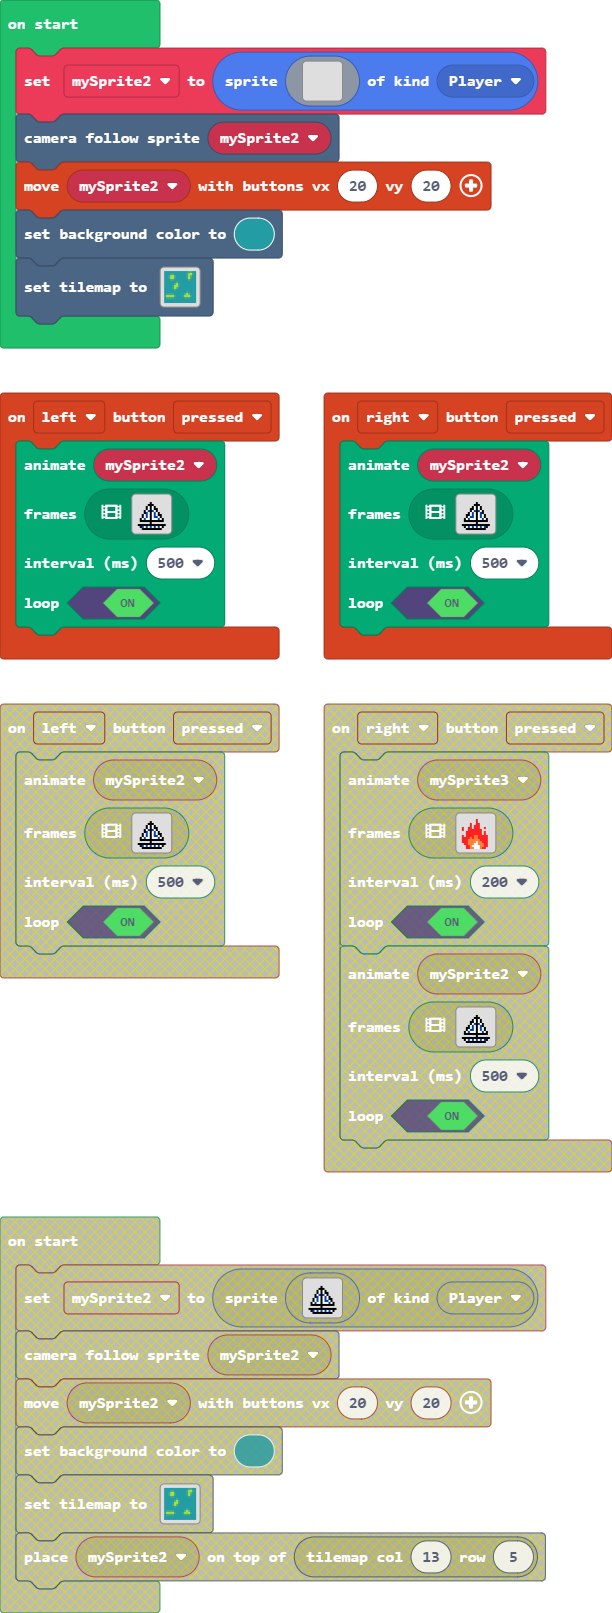 on start
set mySprite2 to sprite of kind Player
camera follow sprite mySprite2
move mySprite2 with buttons vx 20 vy 20
set background color to
set tilemap to
on left button pressed
animate mySprite2
frames
interval (ms) 500
loop ON
on right button pressed
animate mySprite2
frames
interval (ms) 500
loop ON
on left button pressed
animate mySprite2
frames
interval (ms) 500
loop ON
on right button pressed
animate mySprite3
frames
interval (ms) 200
loop ON
animate mySprite2
frames
interval (ms) 500
loop ON
on start
set mySprite2 to sprite of kind Player
camera follow sprite mySprite2
move mySprite2 with buttons vx 20 vy 20
set background color to
set tilemap to
place mySprite2 on top of tilemap col 13 row 5